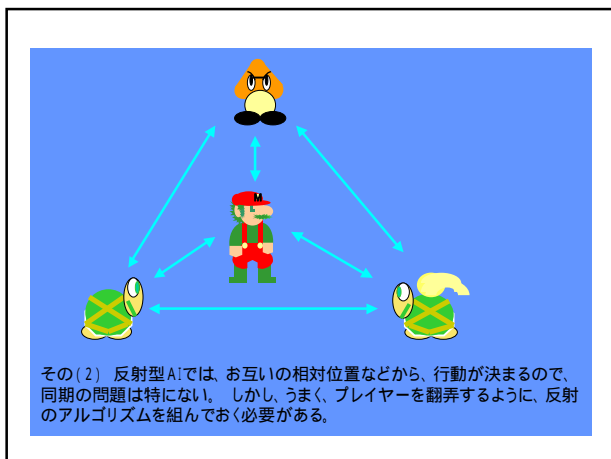 M
その(2) 反射型AIでは、お互いの相対位置などから、行動が決まるので、
同期の問題は特にない。 しかし、うまく、プレイヤーを翻弄するように、反射
のアルゴリズムを組んでおく必要がある。